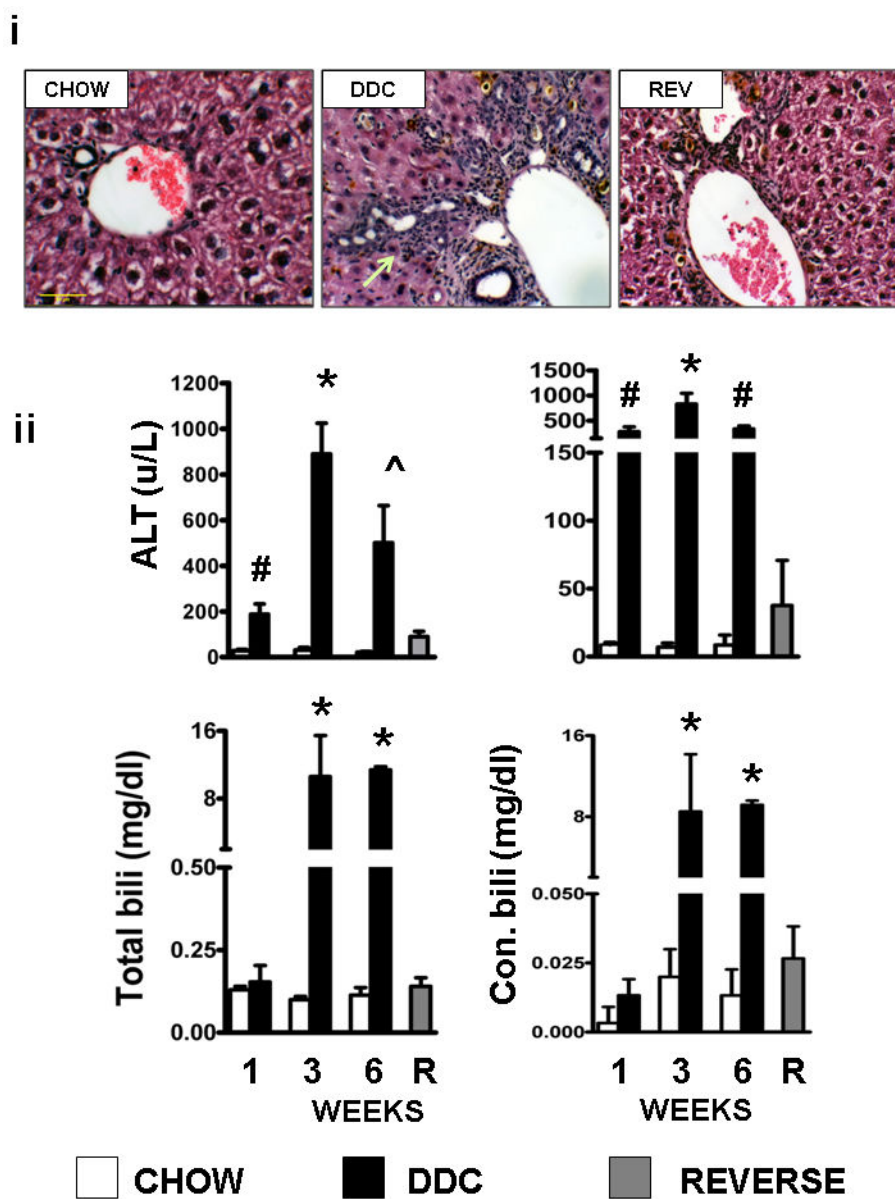 i
CHOW DDC REV
ii
ALT (u/L)
1200
1000
800
600
400
200
0
# * ^
1500
1000
500
150
100
50
0
# * #
Total bili (mg/dl)
16
8
0.50
0.25
0.00
* *
1 3 6 R
WEEKS
Con. bili (mg/dl)
16
8
0.050
0.025
0.000
* *
1 3 6 R
WEEKS
CHOW DDC REVERSE